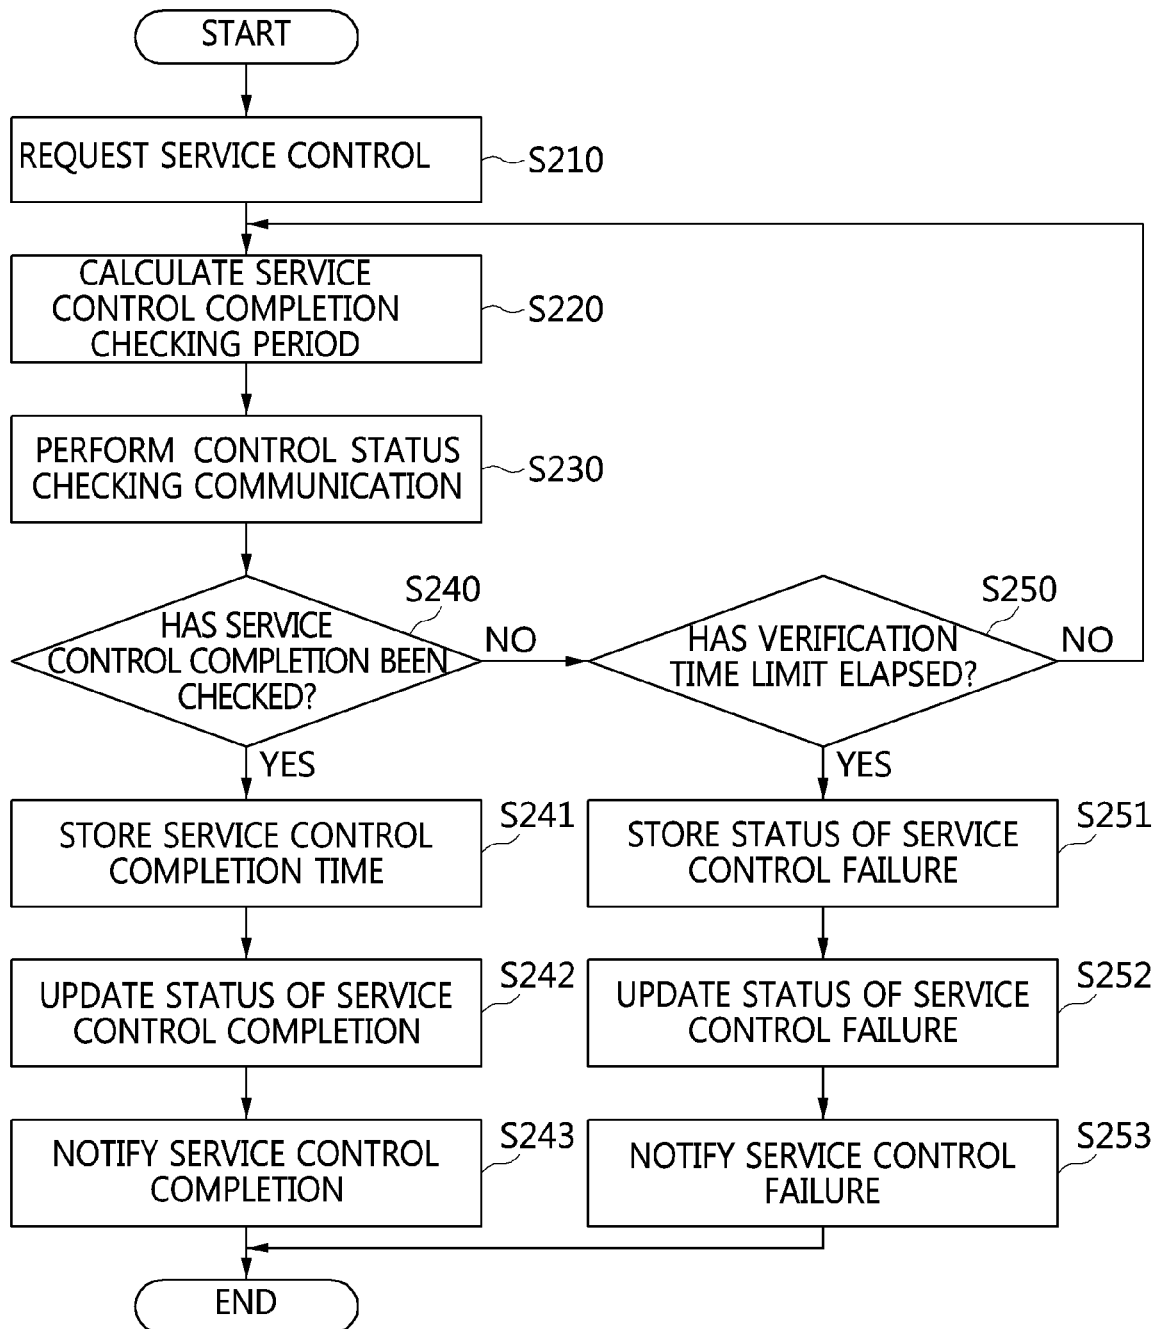 START
REQUEST SERVICE CONTROL
S210
CALCULATE SERVICE
CONTROL COMPLETION
CHECKING PERIOD
S220
PERFORM CONTROL STATUS
CHECKING COMMUNICATION
S230
S240
HAS SERVICE
CONTROL COMPLETION BEEN
CHECKED?
NO
YES
S250
HAS VERIFICATION
TIME LIMIT ELAPSED?
NO
YES
STORE SERVICE CONTROL
COMPLETION TIME
S241
STORE STATUS OF SERVICE
CONTROL FAILURE
S251
UPDATE STATUS OF SERVICE
CONTROL COMPLETION
S242
UPDATE STATUS OF SERVICE
CONTROL FAILURE
S252
NOTIFY SERVICE CONTROL
COMPLETION
S243
NOTIFY SERVICE CONTROL
FAILURE
S253
END